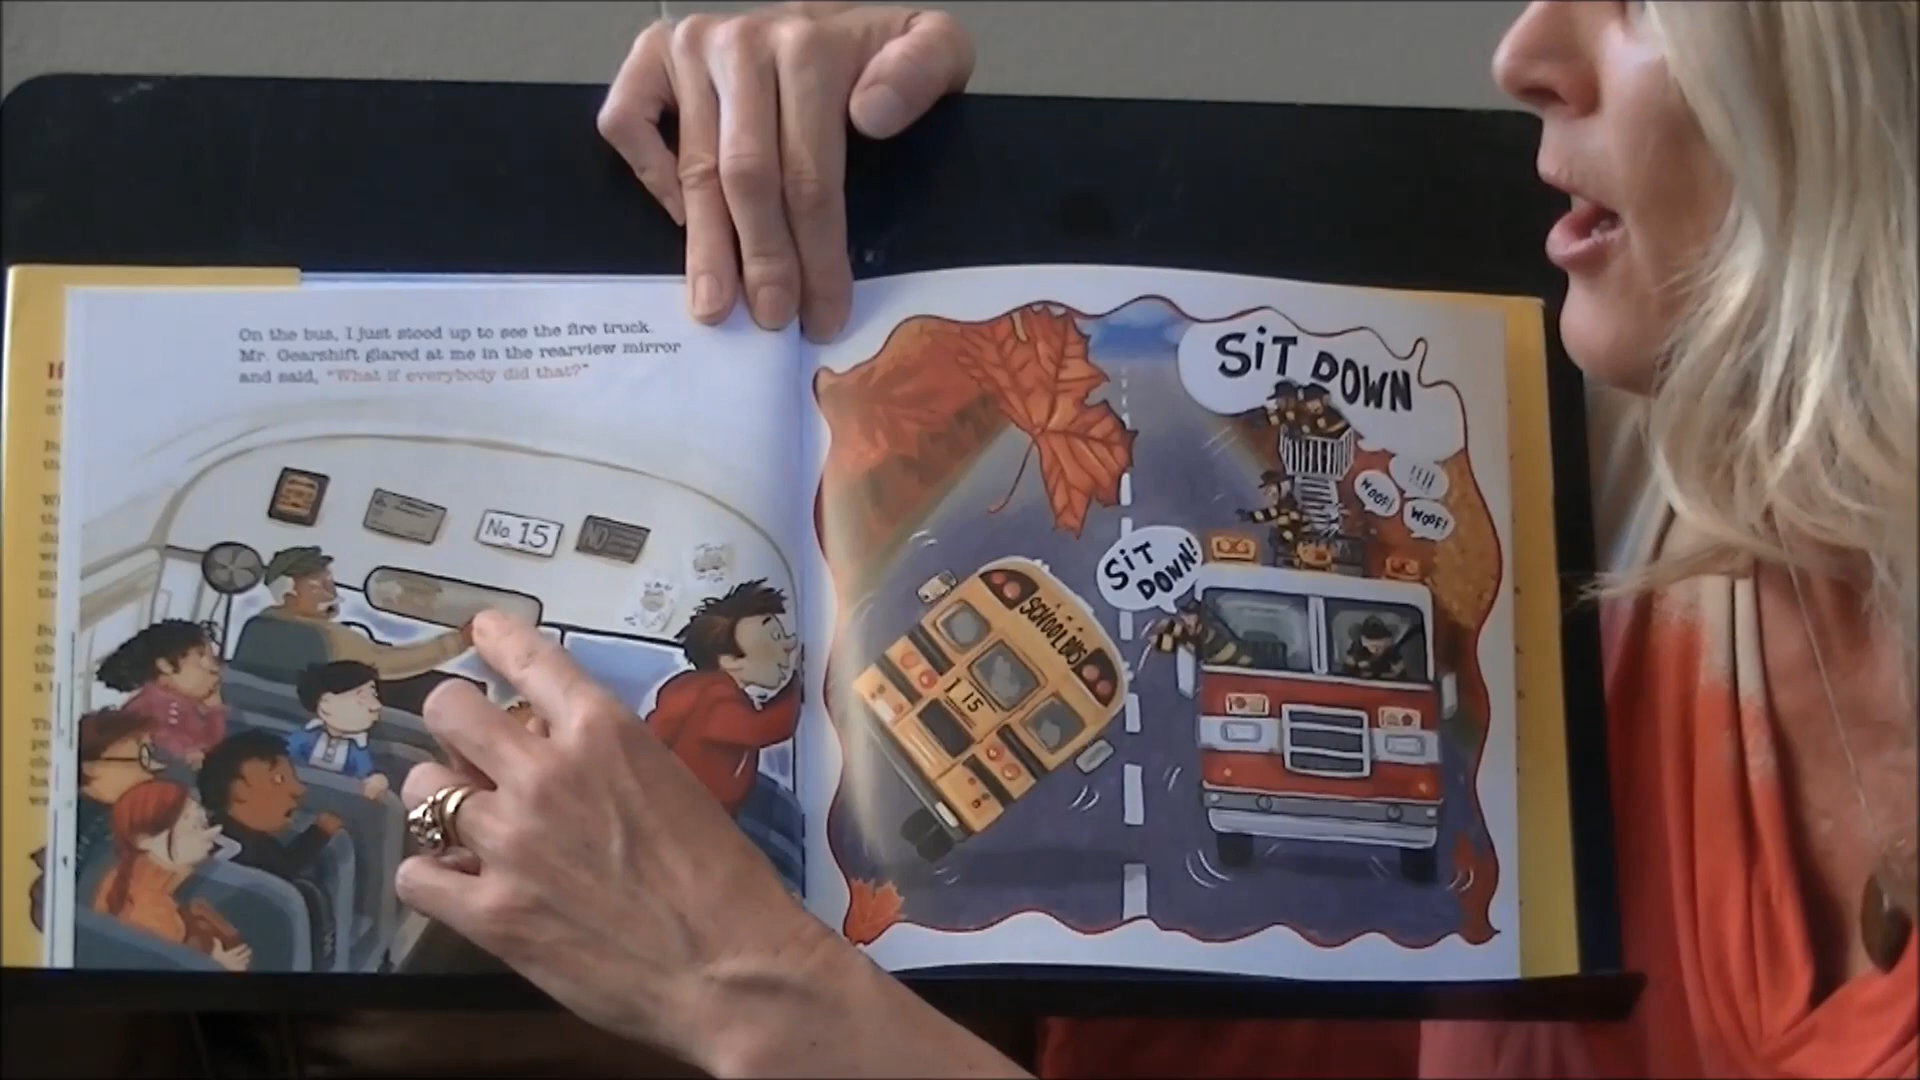 On the bus, I just stood up to see the fire truck.
Mr. Gearshift glared at me in the rearview mirror
and said, "What if everybody did that?"
No. 15
NO
SIT DOWN
!!!!
WOOF!
WOOF!
SIT
DOWN!
SCHOOL BUS
15
If